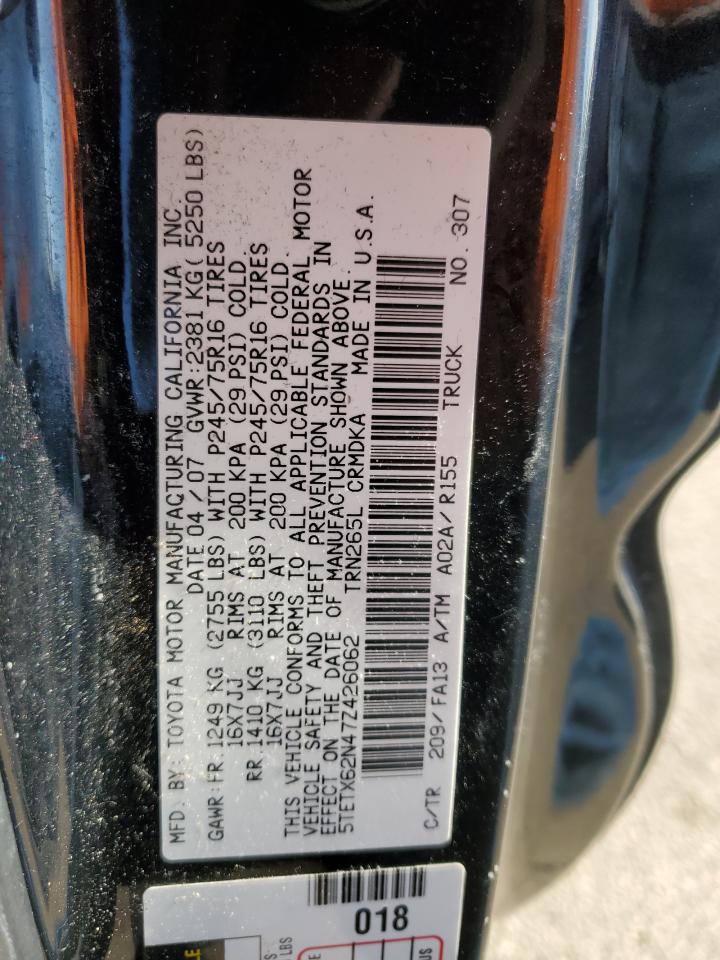 MFD. BY: TOYOTA MOTOR MANUFACTURING CALIFORNIA INC.
DATE 04/07 GVWR:2381KG( 5250 LBS)
GAWR:FR.1249 KG (2755 LBS) WITH P245/75R16 TIRES
16X7JJ RIMS AT 200 KPA (29 PSI) COLD.
RR.1410 KG (3110 LBS) WITH P245/75R16 TIRES
16X7JJ RIMS AT 200 KPA (29 PSI) COLD.
THIS VEHICLE CONFORMS TO ALL APPLICABLE FEDERAL MOTOR
VEHICLE SAFETY AND THEFT PREVENTION STANDARDS IN
EFFECT ON THE DATE OF MANUFACTURE SHOWN ABOVE.
5TETX62N47Z426062 TRN265L CRMDKA MADE IN U.S.A.
C/TR 209/FA13 A/TM A02A/R155 TRUCK NO. 307
018
LBS